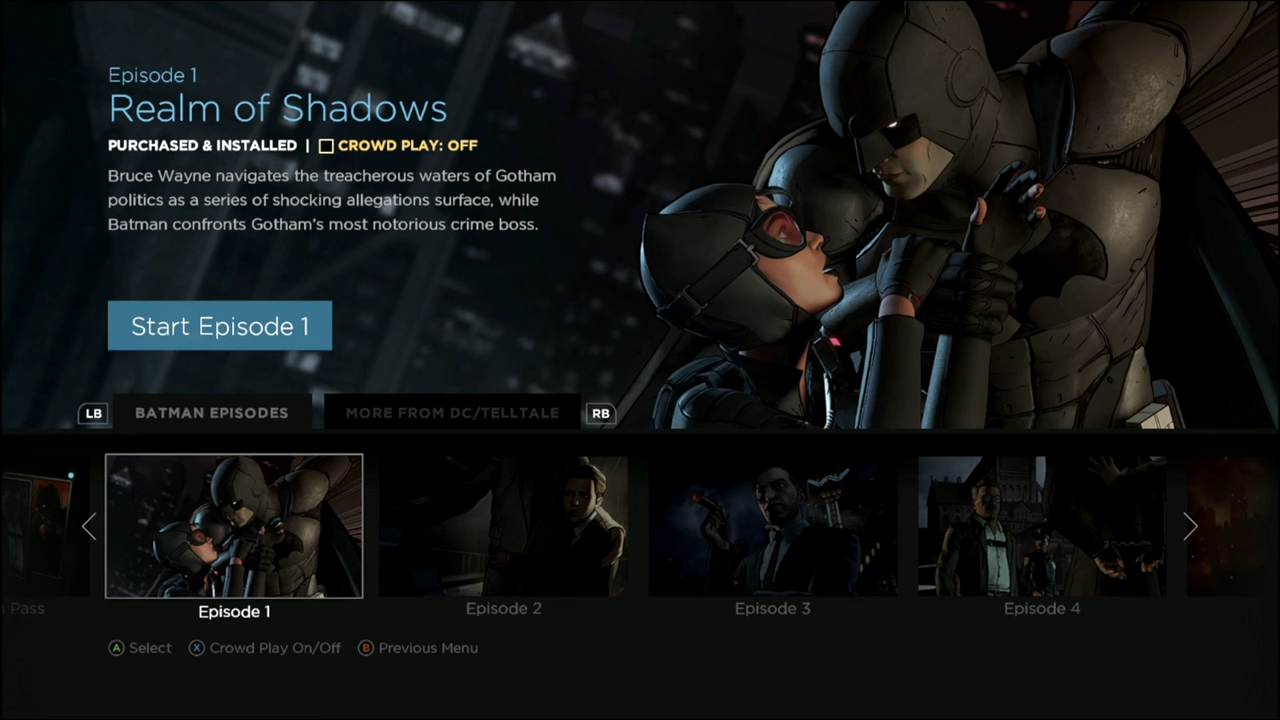 Episode 1
Realm of Shadows
PURCHASED & INSTALLED | CROWD PLAY: OFF
Bruce Wayne navigates the treacherous waters of Gotham
politics as a series of shocking allegations surface, while
Batman confronts Gotham's most notorious crime boss.
Start Episode 1
LB BATMAN EPISODES MORE FROM DC/TELLTALE RB
Pass Episode 1 Episode 2 Episode 3 Episode 4
A Select X Crowd Play On/Off B Previous Menu